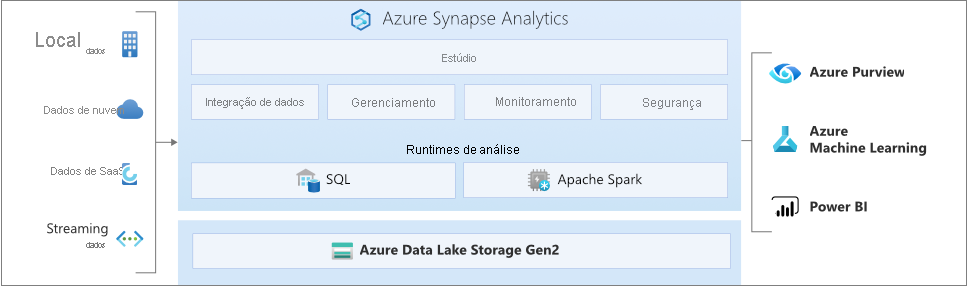 Azure Synapse Analytics
Local
dados
Estúdio
Azure Purview
Dados de nuvem
Integração de dados
Gerenciamento
Monitoramento
Segurança
Azure
Machine Learning
Runtimes de análise
Dados de SaaS
SQL
Apache Spark
Power BI
Streaming
dados
Azure Data Lake Storage Gen2